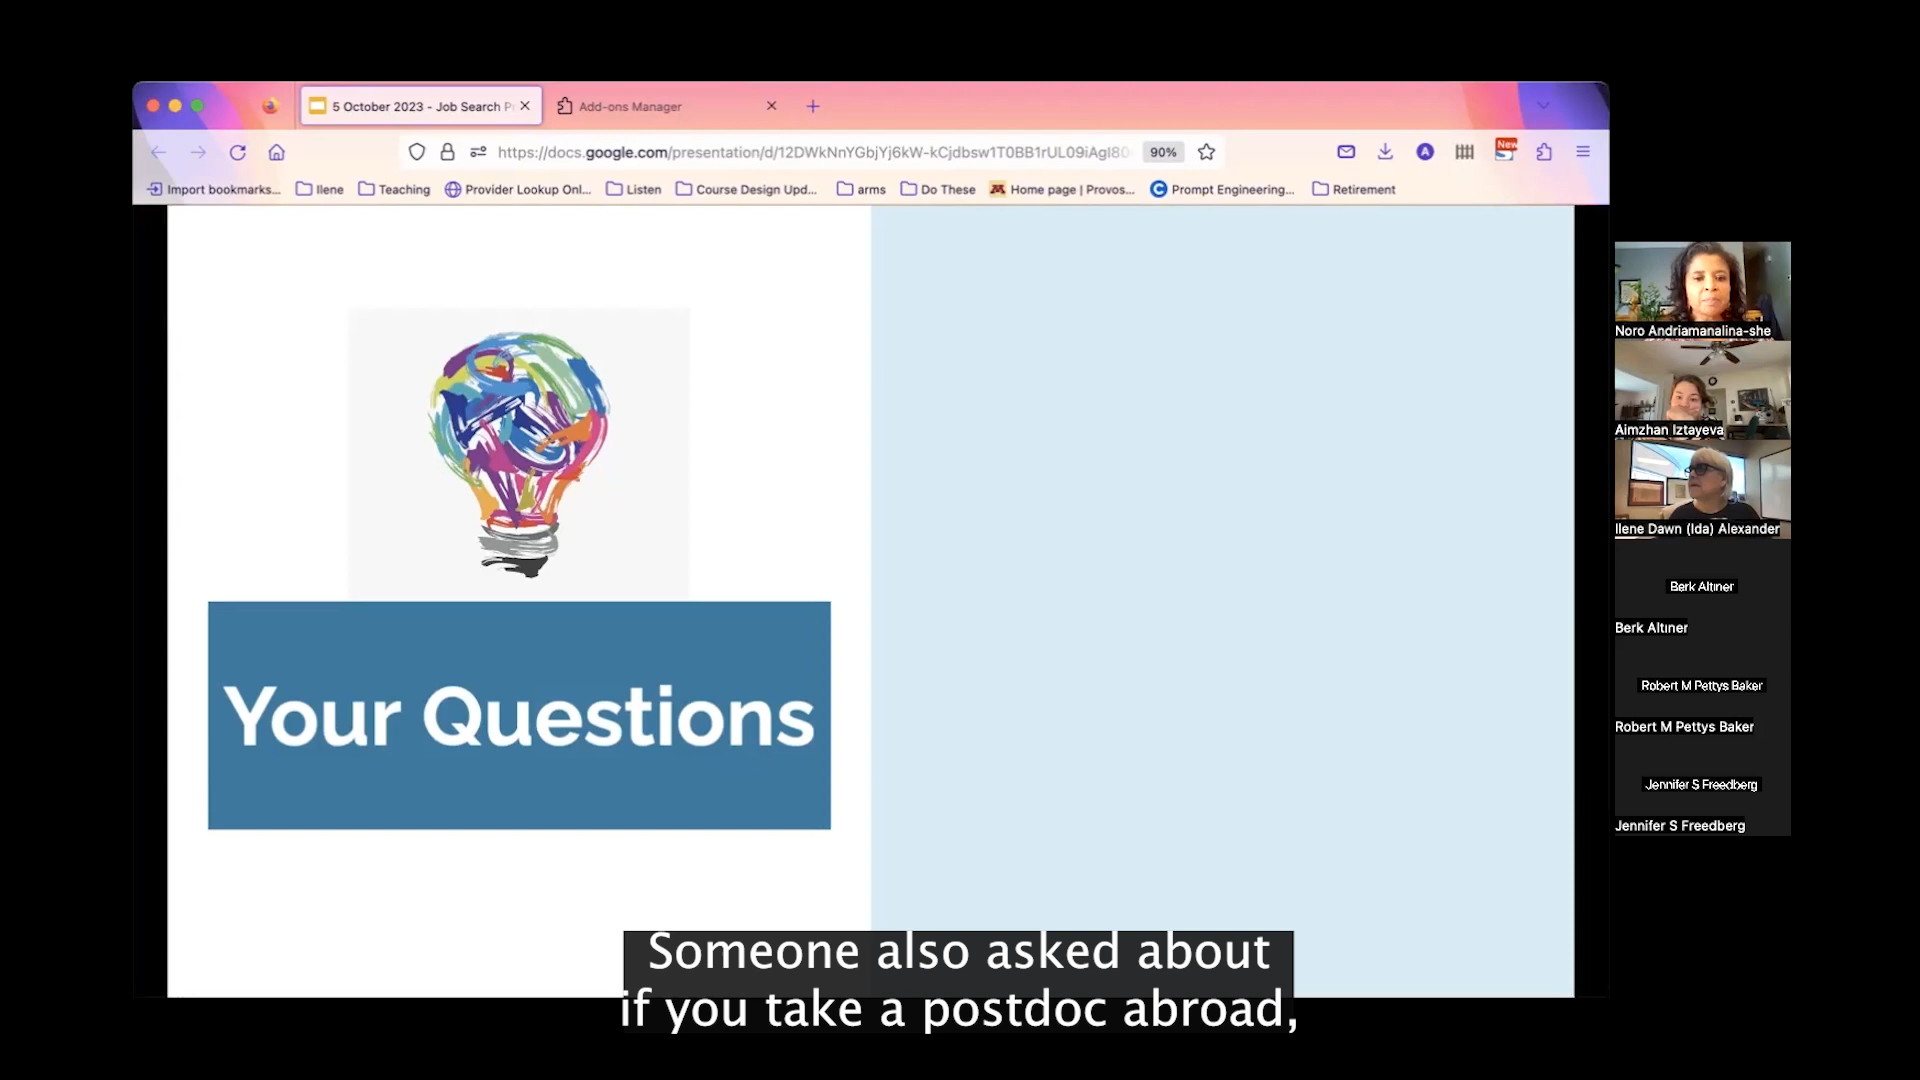 5 October 2023 - Job Search P
Add-ons Manager
https://docs.google.com/presentation/d/12DWkNnYGbjYj6kW-kCjdbsw1T0BB1rUL09iAgI80
90%
A
New
Import bookmarks...
Ilene
Teaching
Provider Lookup Onl...
Listen
Course Design Upd...
arms
Do These
Home page | Provos...
Prompt Engineering...
Retirement
Your Questions
Noro Andriamanalina-she
Aimzhan Iztayeva
Ilene Dawn (Ida) Alexander
Berk Altıner
Berk Altıner
Robert M Pettys Baker
Robert M Pettys Baker
Jennifer S Freedberg
Jennifer S Freedberg
Someone also asked about
if you take a postdoc abroad,